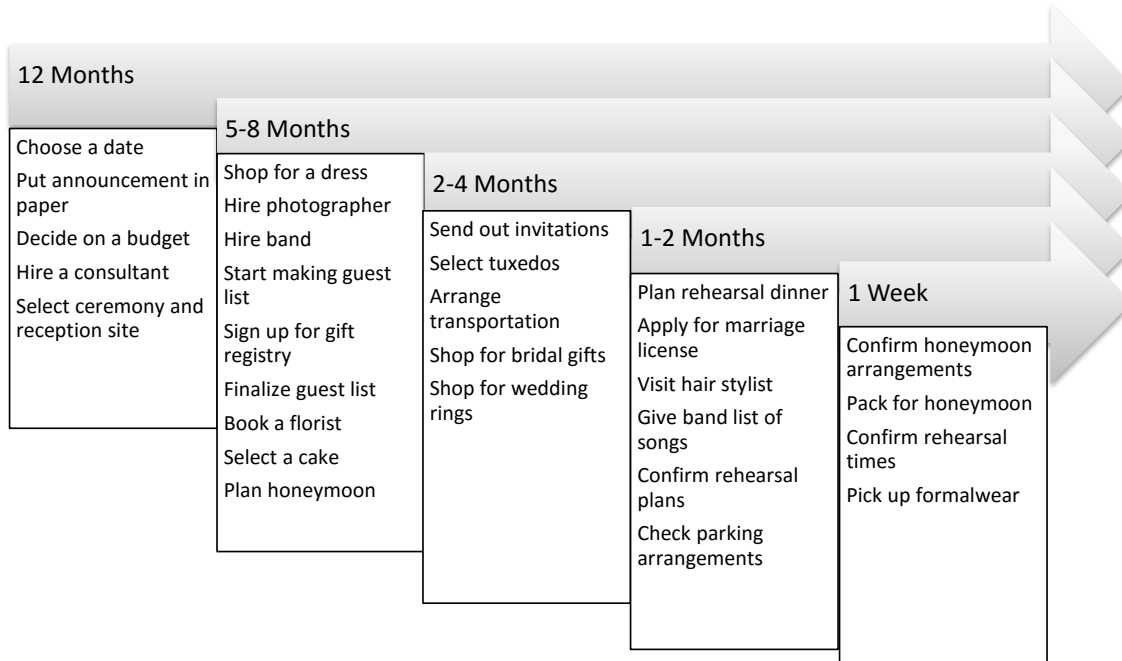 12 Months
Choose a date
Put announcement in
paper
Decide on a budget
Hire a consultant
Select ceremony and
reception site
5-8 Months
Shop for a dress
Hire photographer
Hire band
Start making guest
list
Sign up for gift
registry
Finalize guest list
Book a florist
Select a cake
Plan honeymoon
2-4 Months
Send out invitations
Select tuxedos
Arrange
transportation
Shop for bridal gifts
Shop for wedding
rings
1-2 Months
Plan rehearsal dinner
Apply for marriage
license
Visit hair stylist
Give band list of
songs
Confirm rehearsal
plans
Check parking
arrangements
1 Week
Confirm honeymoon
arrangements
Pack for honeymoon
Confirm rehearsal
times
Pick up formalwear